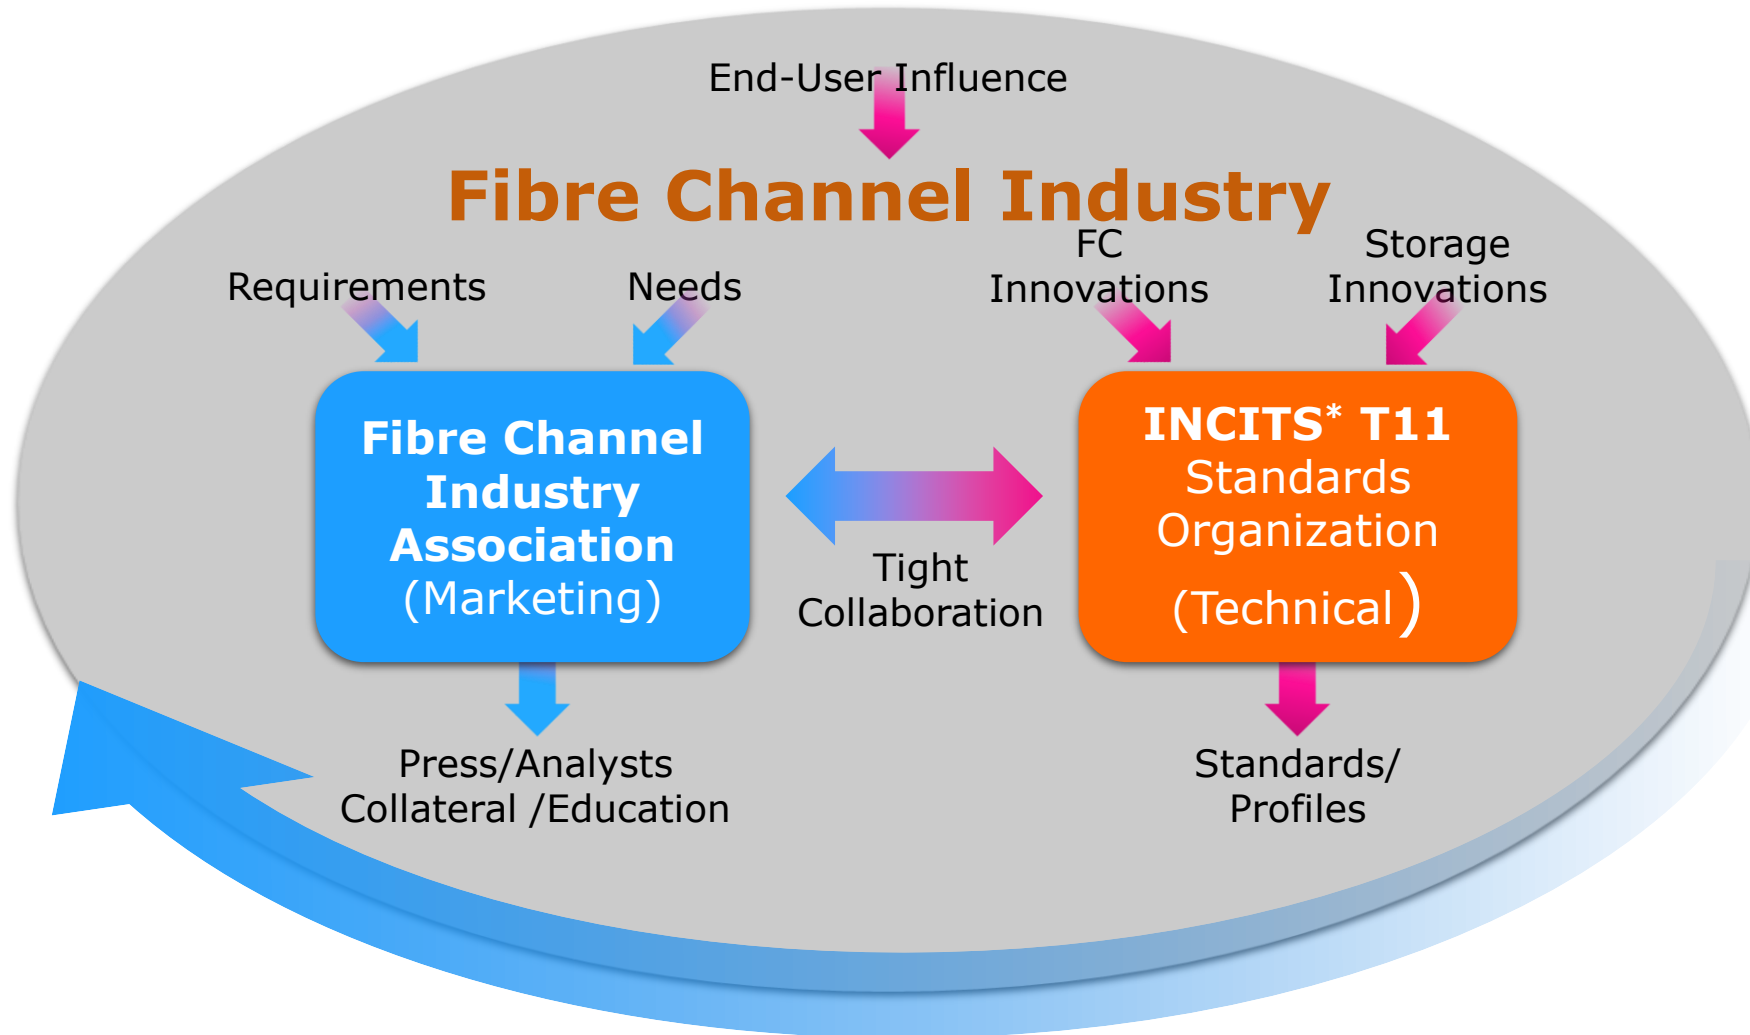 End-User Influence
Fibre Channel Industry
Requirements
Needs
FC
Innovations
Storage
Innovations
Fibre Channel
Industry
Association
(Marketing)
Tight
Collaboration
INCITS* T11
Standards
Organization
(Technical)
Press/Analysts
Collateral /Education
Standards/
Profiles